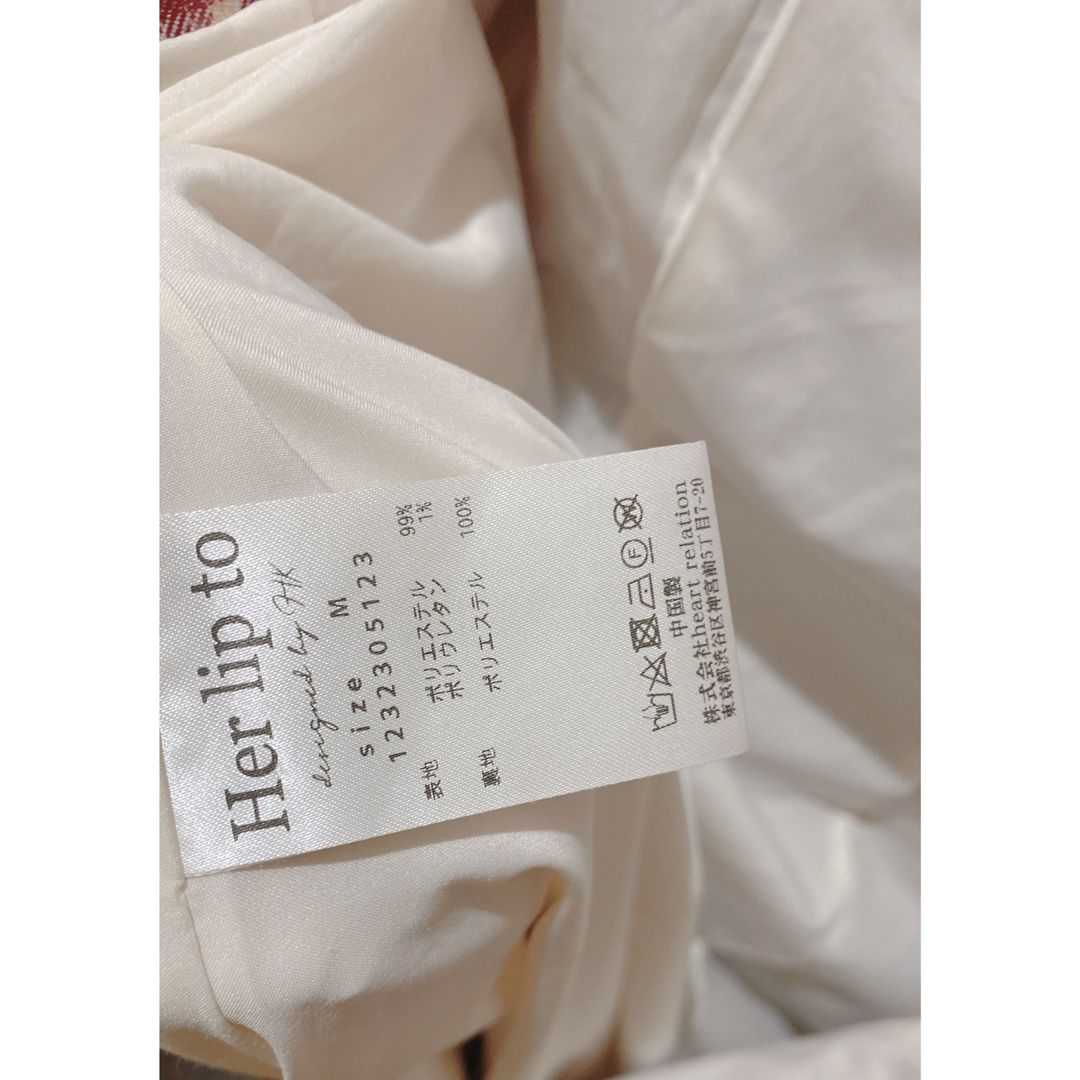 Her lip to
designed by HK
size M
1232305123
表地 ポリエステル 99%
ポリウレタン 1%
裏地 ポリエステル 100%
F
中国製
株式会社heart relation
東京都渋谷区神宮前5丁目7-20